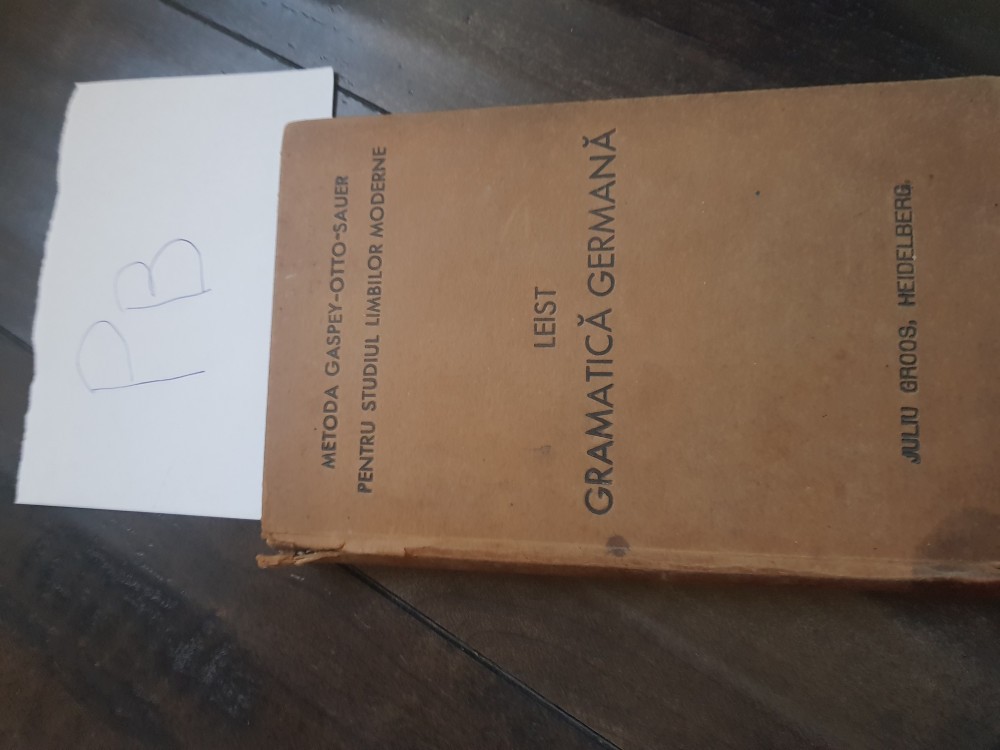 PB
METODA GASPEY-OTTO-SAUER
PENTRU STUDIUL LIMBILOR MODERNE
LEIST
GRAMATICĂ GERMANĂ
JULIU GROOS, HEIDELBERG.